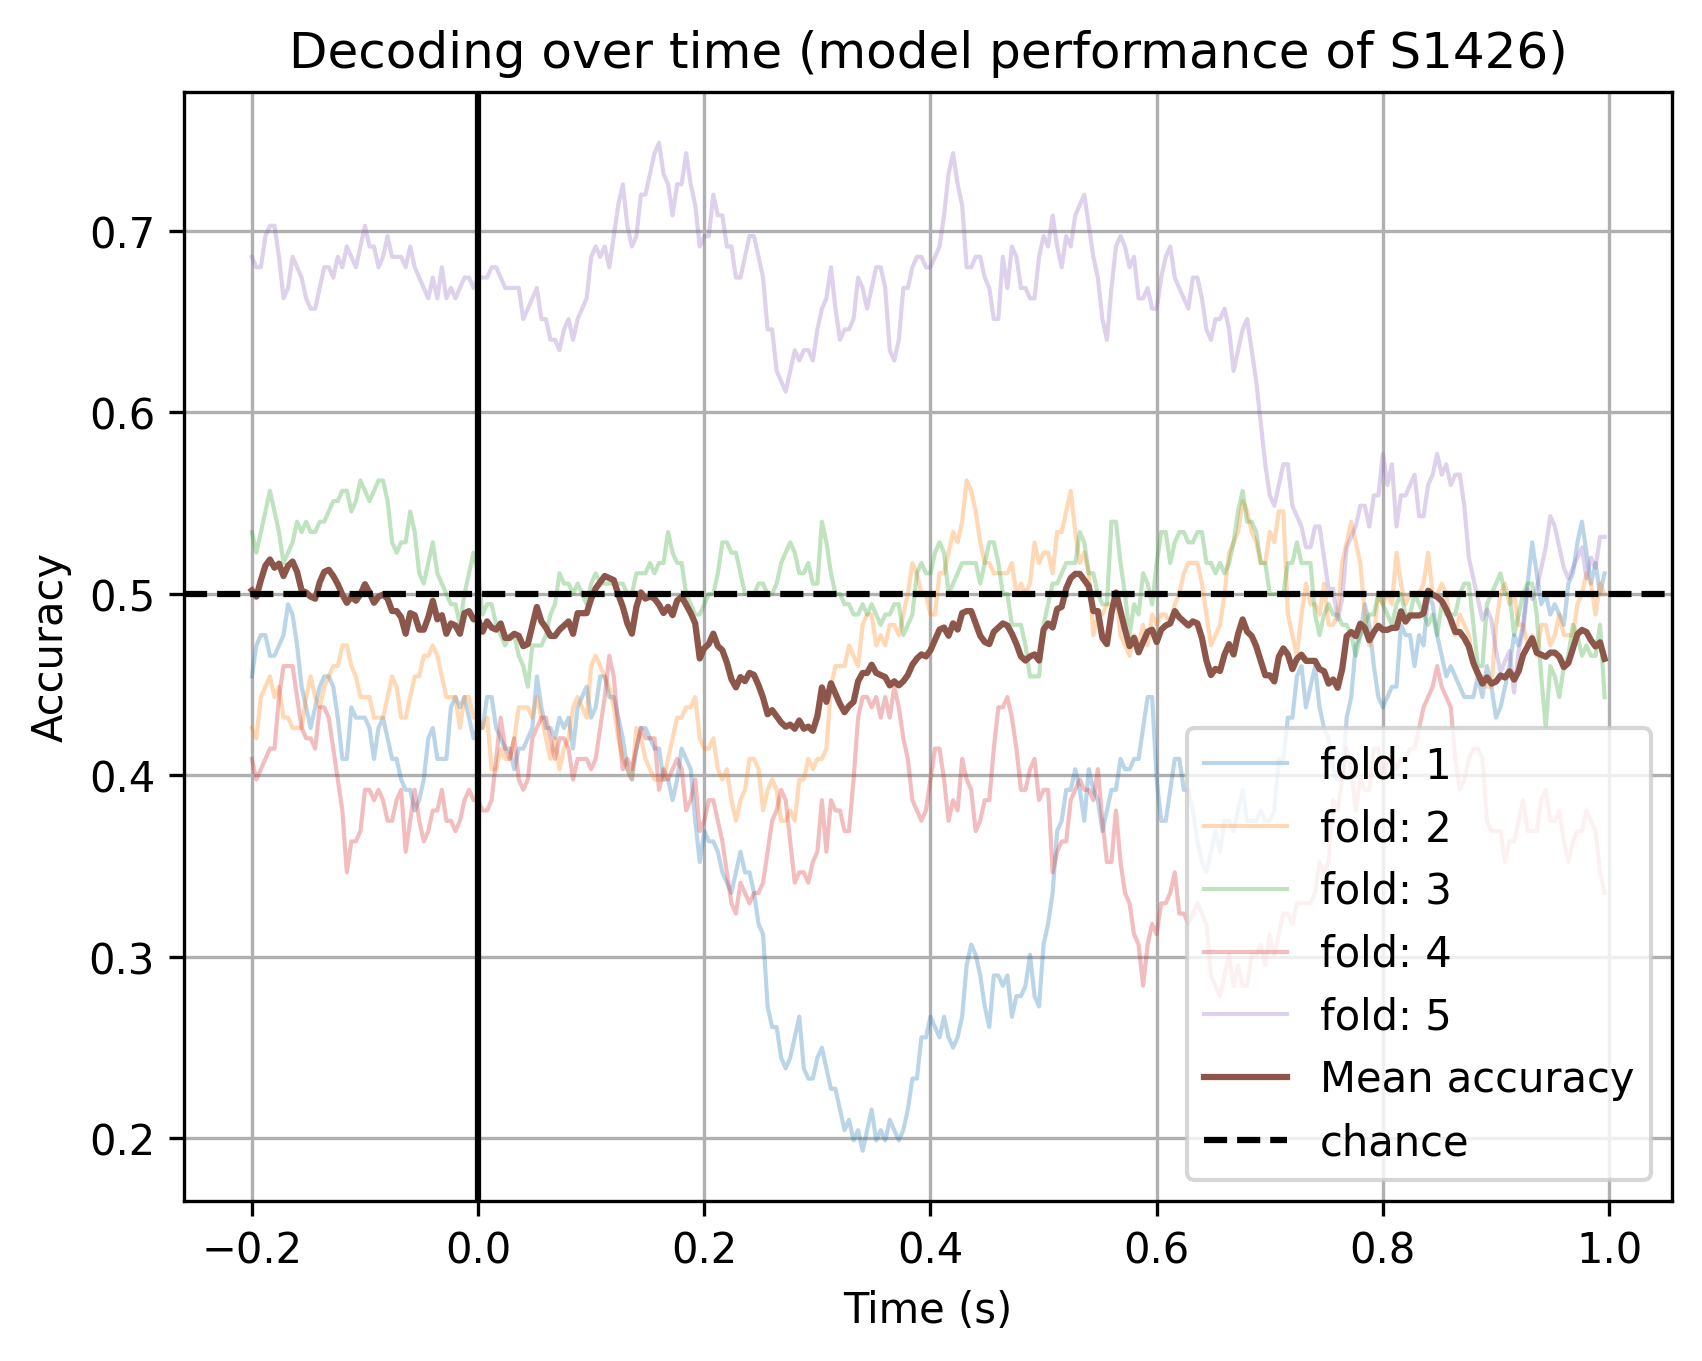 Decoding over time (model performance of S1426)
Accuracy
0.7
0.6
0.5
0.4
0.3
0.2
−0.2 0.0 0.2 0.4 0.6 0.8 1.0
Time (s)
fold: 1
fold: 2
fold: 3
fold: 4
fold: 5
Mean accuracy
chance